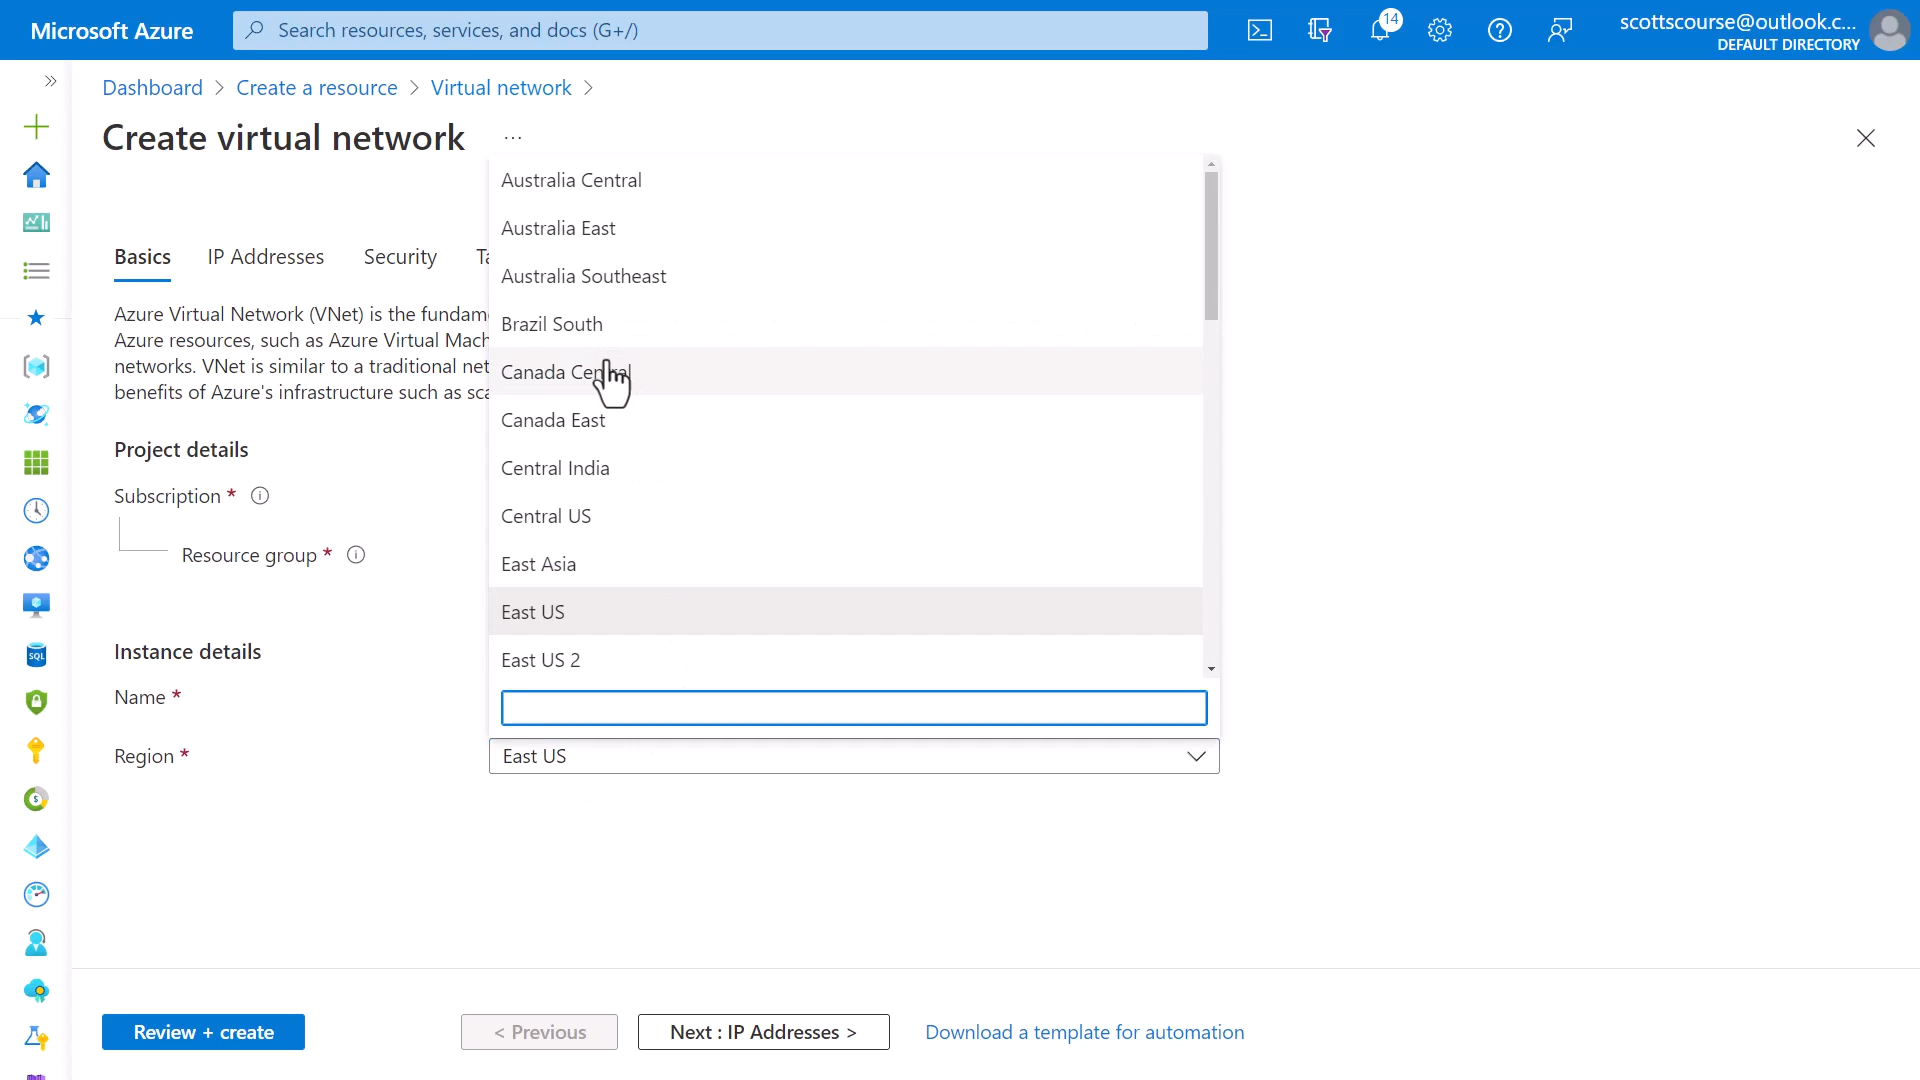 Microsoft Azure
Search resources, services, and docs (G+/)
14
scottscourse@outlook.c...
DEFAULT DIRECTORY
Dashboard > Create a resource > Virtual network >
Create virtual network ...
Basics IP Addresses Security Ta
Azure Virtual Network (VNet) is the fundam
Azure resources, such as Azure Virtual Mach
networks. VNet is similar to a traditional net
benefits of Azure's infrastructure such as sca
Project details
Subscription *
Resource group *
Instance details
Name *
Region *
Australia Central
Australia East
Australia Southeast
Brazil South
Canada Central
Canada East
Central India
Central US
East Asia
East US
East US 2
East US
SQL
$
Review + create
< Previous
Next : IP Addresses >
Download a template for automation